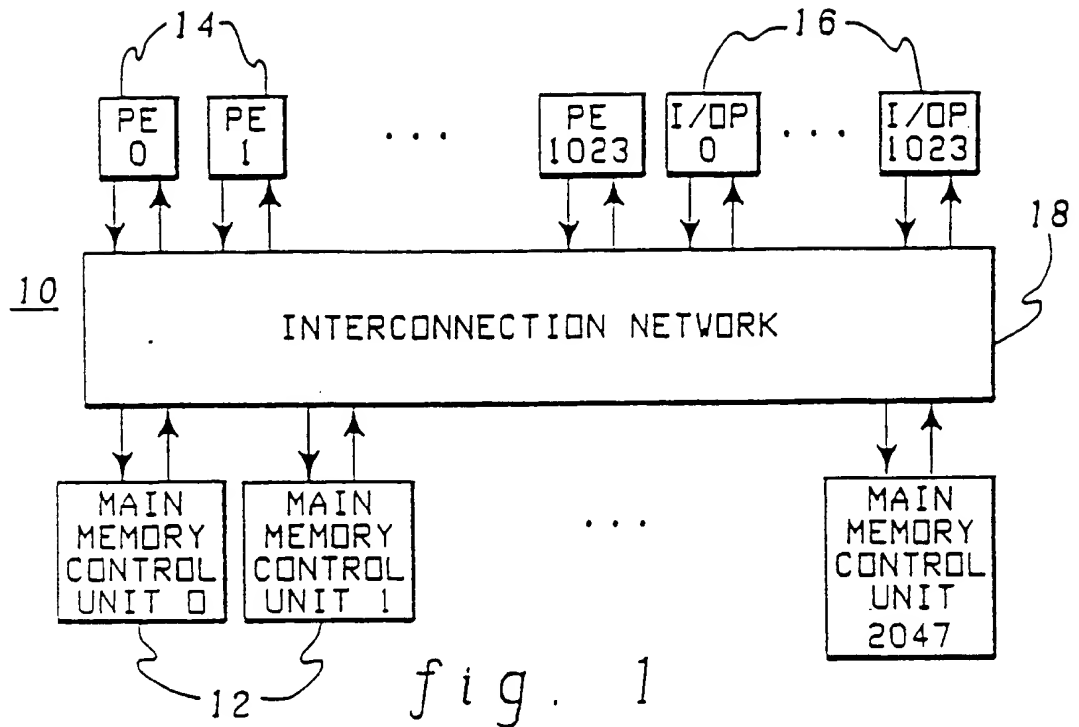 14
16
PE
0
PE
1
...
PE
1023
I/OP
0
...
I/OP
1023
18
10
INTERCONNECTION NETWORK
MAIN
MEMORY
CONTROL
UNIT 0
MAIN
MEMORY
CONTROL
UNIT 1
...
MAIN
MEMORY
CONTROL
UNIT
2047
12
fig. 1